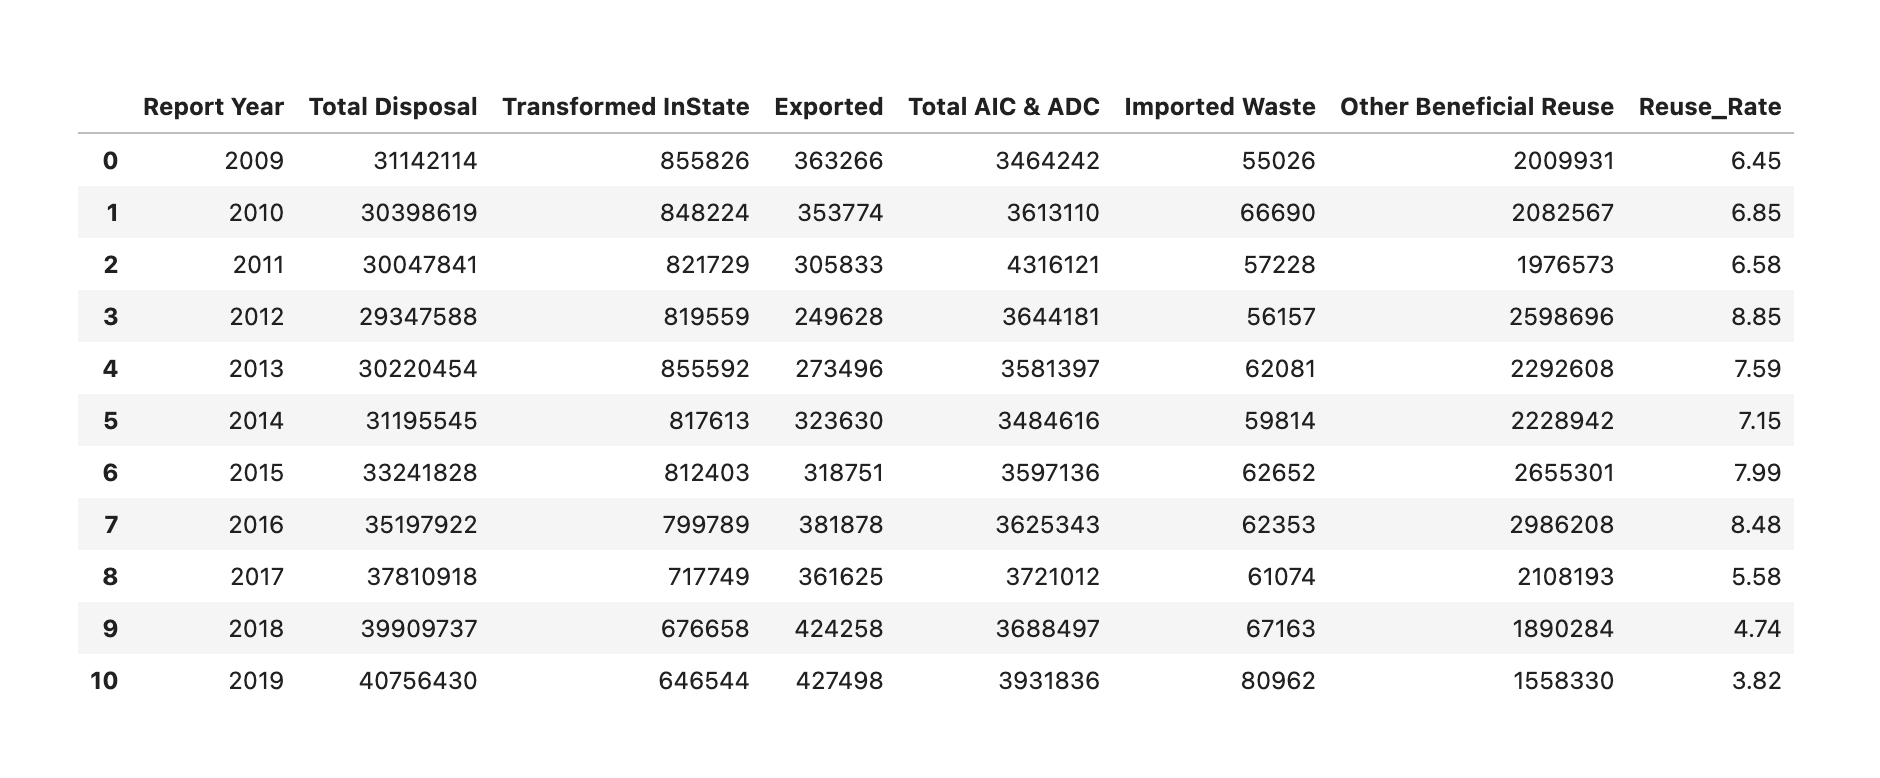 Report Year Total Disposal Transformed InState Exported Total AIC & ADC Imported Waste Other Beneficial Reuse Reuse_Rate
0 2009 31142114 855826 363266 3464242 55026 2009931 6.45
1 2010 30398619 848224 353774 3613110 66690 2082567 6.85
2 2011 30047841 821729 305833 4316121 57228 1976573 6.58
3 2012 29347588 819559 249628 3644181 56157 2598696 8.85
4 2013 30220454 855592 273496 3581397 62081 2292608 7.59
5 2014 31195545 817613 323630 3484616 59814 2228942 7.15
6 2015 33241828 812403 318751 3597136 62652 2655301 7.99
7 2016 35197922 799789 381878 3625343 62353 2986208 8.48
8 2017 37810918 717749 361625 3721012 61074 2108193 5.58
9 2018 39909737 676658 424258 3688497 67163 1890284 4.74
10 2019 40756430 646544 427498 3931836 80962 1558330 3.82